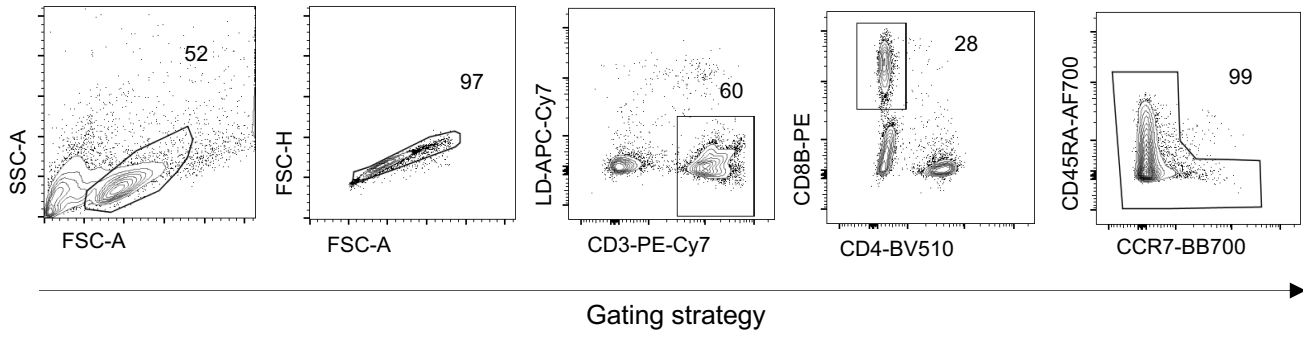 52
SSC-A
FSC-A
97
FSC-H
FSC-A
60
LD-APC-Cy7
CD3-PE-Cy7
28
CD8B-PE
CD4-BV510
99
CD45RA-AF700
CCR7-BB700
Gating strategy